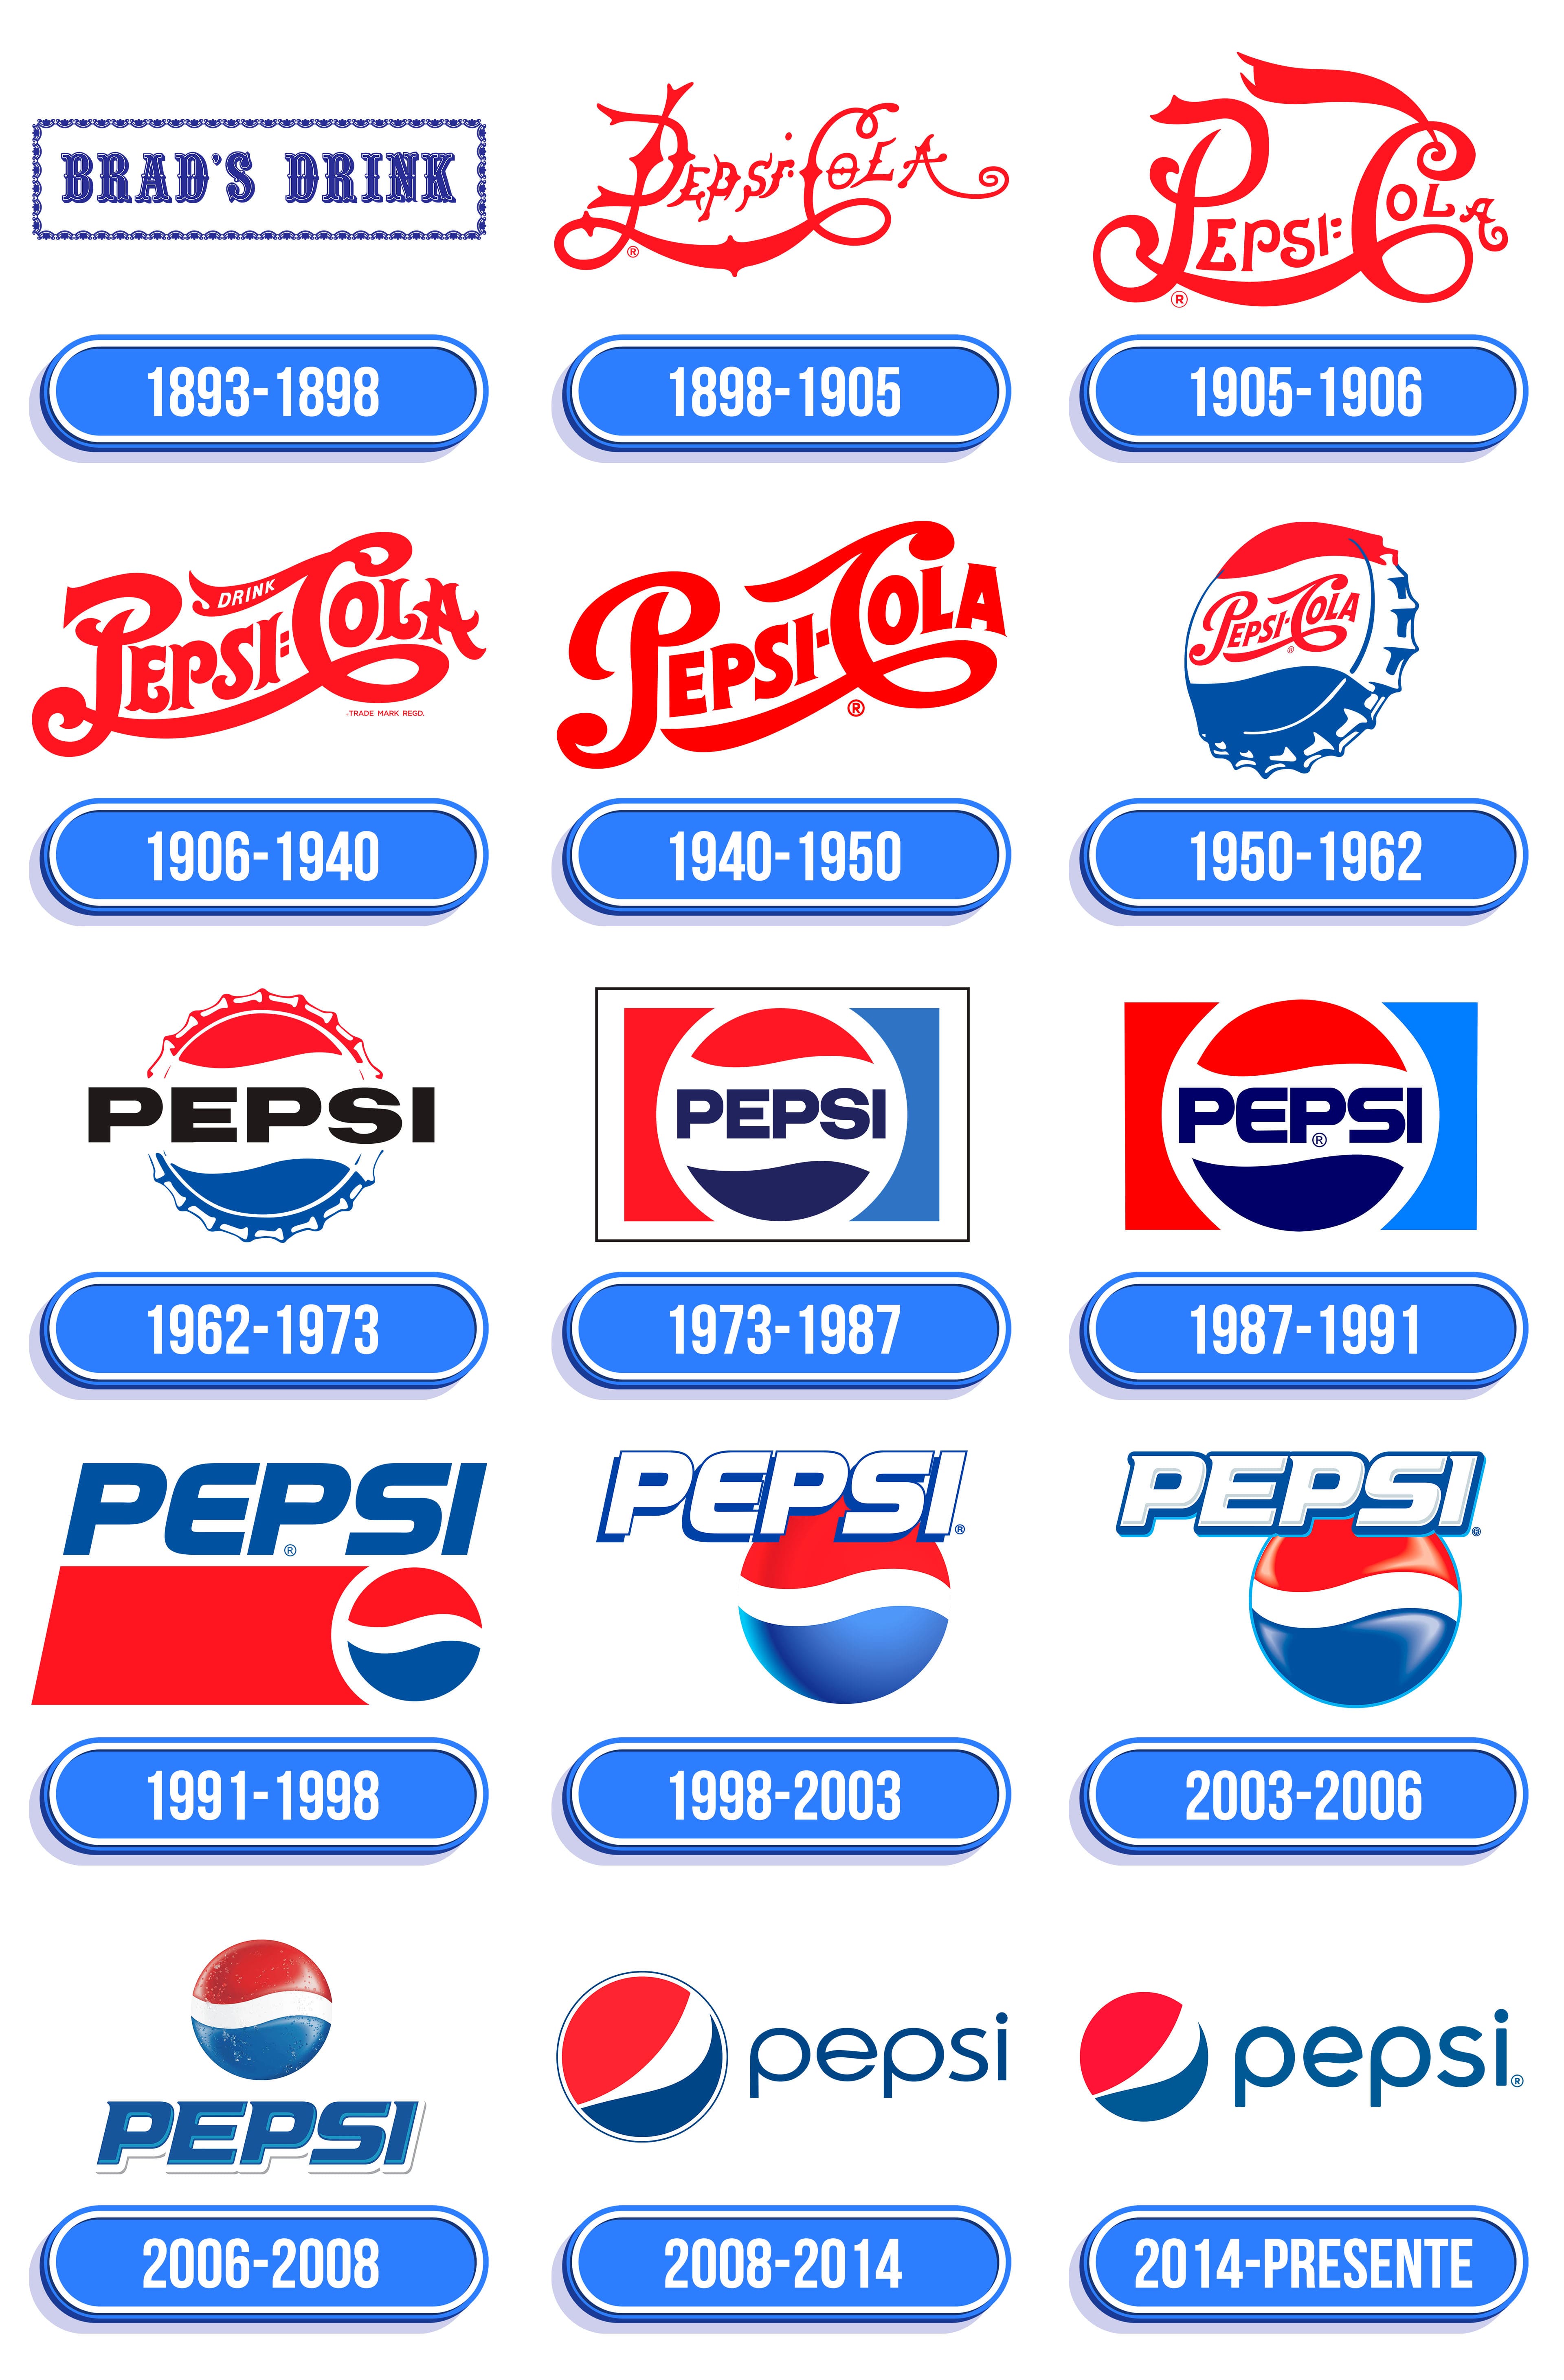 BRAD'S DRINK
PEPSI-COLA
®
PEPSI:COLA
®
1893-1898
1898-1905
1905-1906
DRINK
PEPSI:COLA
TRADE MARK REGD.
PEPSI-COLA
®
PEPSI-COLA
®
1906-1940
1940-1950
1950-1962
PEPSI
PEPSI
PEPSI
®
1962-1973
1973-1987
1987-1991
PEPSI
®
PEPSI®
PEPSI®
1991-1998
1998-2003
2003-2006
PEPSI
pepsi
pepsi®
2006-2008
2008-2014
2014-PRESENTE